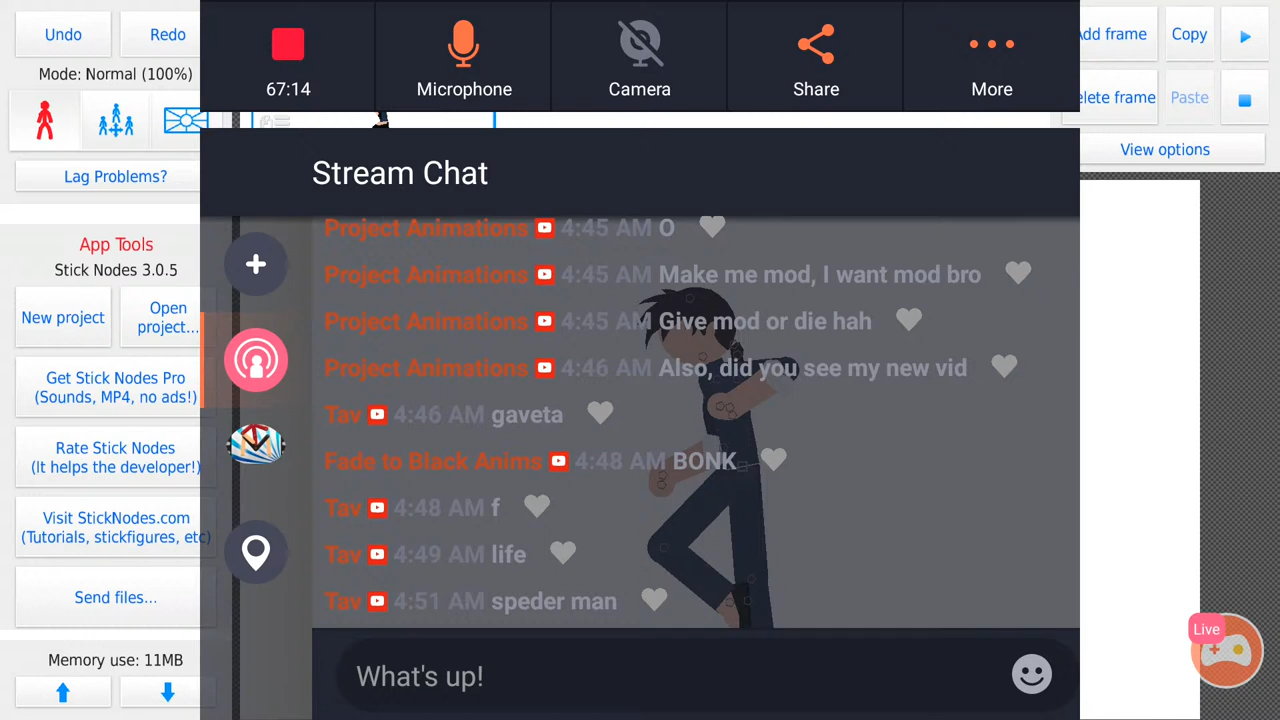 Undo
Redo
Mode: Normal (100%)
Lag Problems?
App Tools
Stick Nodes 3.0.5
New project
Open
project...
Get Stick Nodes Pro
(Sounds, MP4, no ads!)
Rate Stick Nodes
(It helps the developer!)
Visit StickNodes.com
(Tutorials, stickfigures, etc)
Send files...
Memory use: 11MB
67:14
Microphone
Camera
Share
More
Stream Chat
Project Animations 4:45 AM O
Project Animations 4:45 AM Make me mod, I want mod bro
Project Animations 4:45 AM Give mod or die hah
Project Animations 4:46 AM Also, did you see my new vid
Tav 4:46 AM gaveta
Fade to Black Anims 4:48 AM BONK
Tav 4:48 AM f
Tav 4:49 AM life
Tav 4:51 AM speder man
What's up!
dd frame
Copy
elete frame
Paste
View options
Live